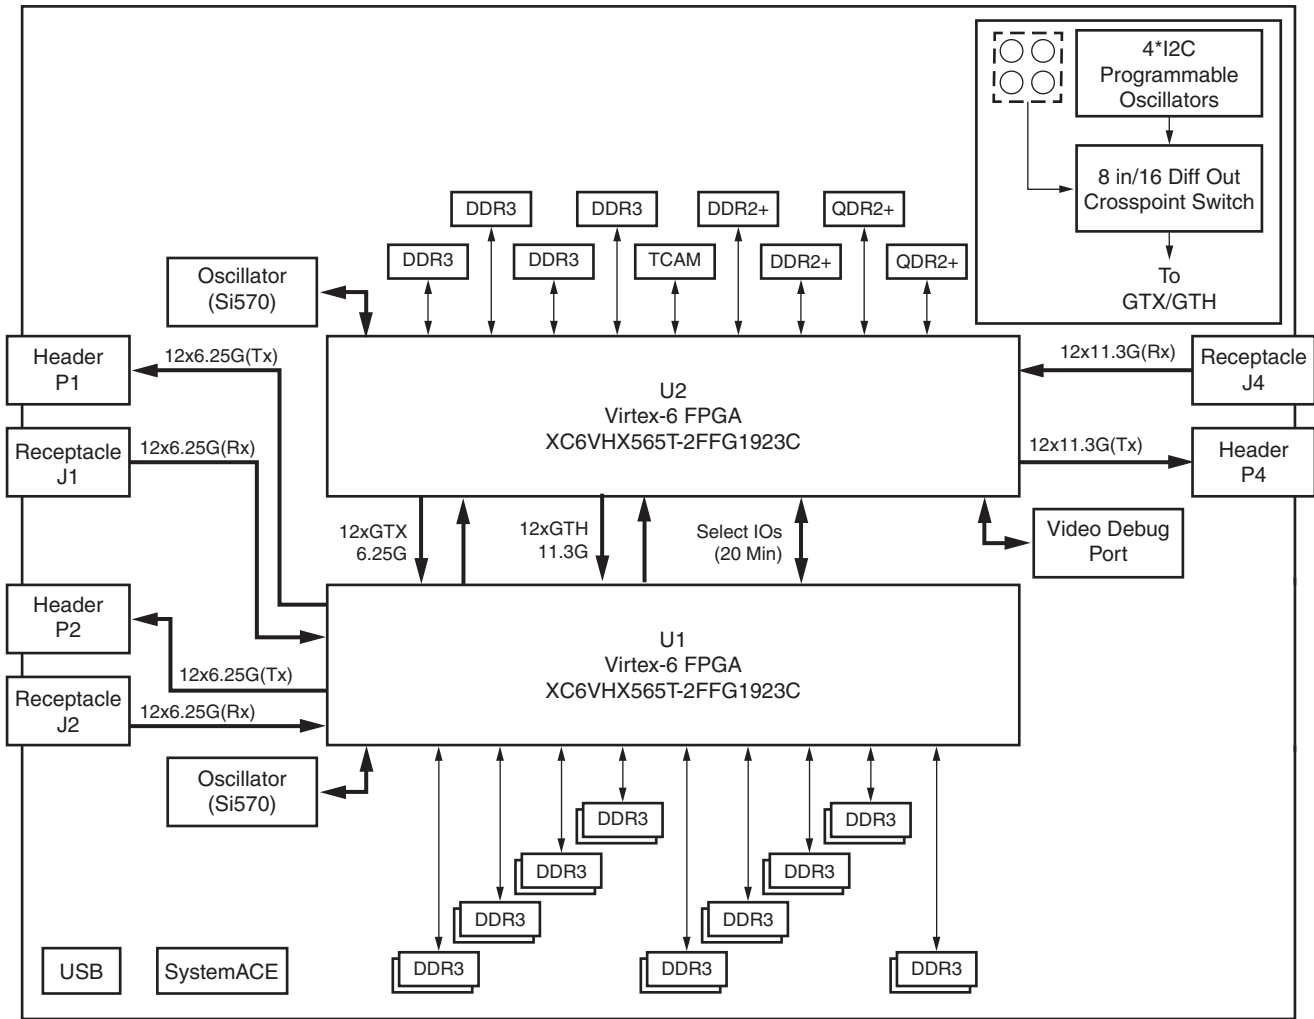 4*I2C
Programmable
Oscillators
8 in/16 Diff Out
Crosspoint Switch
To
GTX/GTH
DDR3
DDR3
DDR2+
QDR2+
DDR3
DDR3
TCAM
DDR2+
QDR2+
Oscillator
(Si570)
Header
P1
12x6.25G(Tx)
Receptacle
J1
12x6.25G(Rx)
U2
Virtex-6 FPGA
XC6VHX565T-2FFG1923C
12x11.3G(Rx)
Receptacle
J4
12x11.3G(Tx)
Header
P4
12xGTX
6.25G
12xGTH
11.3G
Select IOs
(20 Min)
Video Debug
Port
Header
P2
12x6.25G(Tx)
Receptacle
J2
12x6.25G(Rx)
U1
Virtex-6 FPGA
XC6VHX565T-2FFG1923C
Oscillator
(Si570)
DDR3
DDR3
DDR3
DDR3
DDR3
DDR3
DDR3
DDR3
DDR3
USB
SystemACE